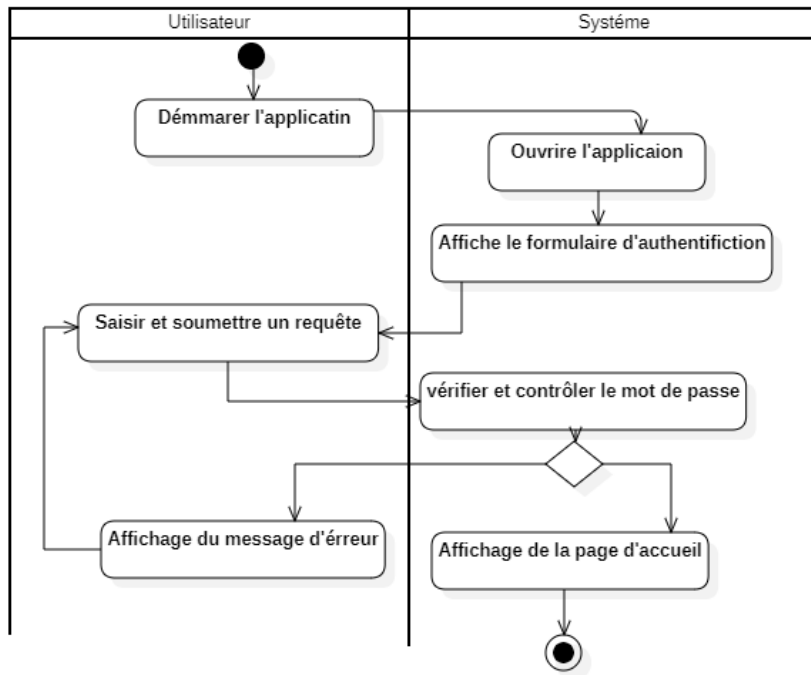 Utilisateur
Systéme
Démmarer l'applicatin
Ouvrire l'applicaion
Affiche le formulaire d'authentifiction
Saisir et soumettre un requête
vérifier et contrôler le mot de passe
Affichage du message d'érreur
Affichage de la page d'accueil